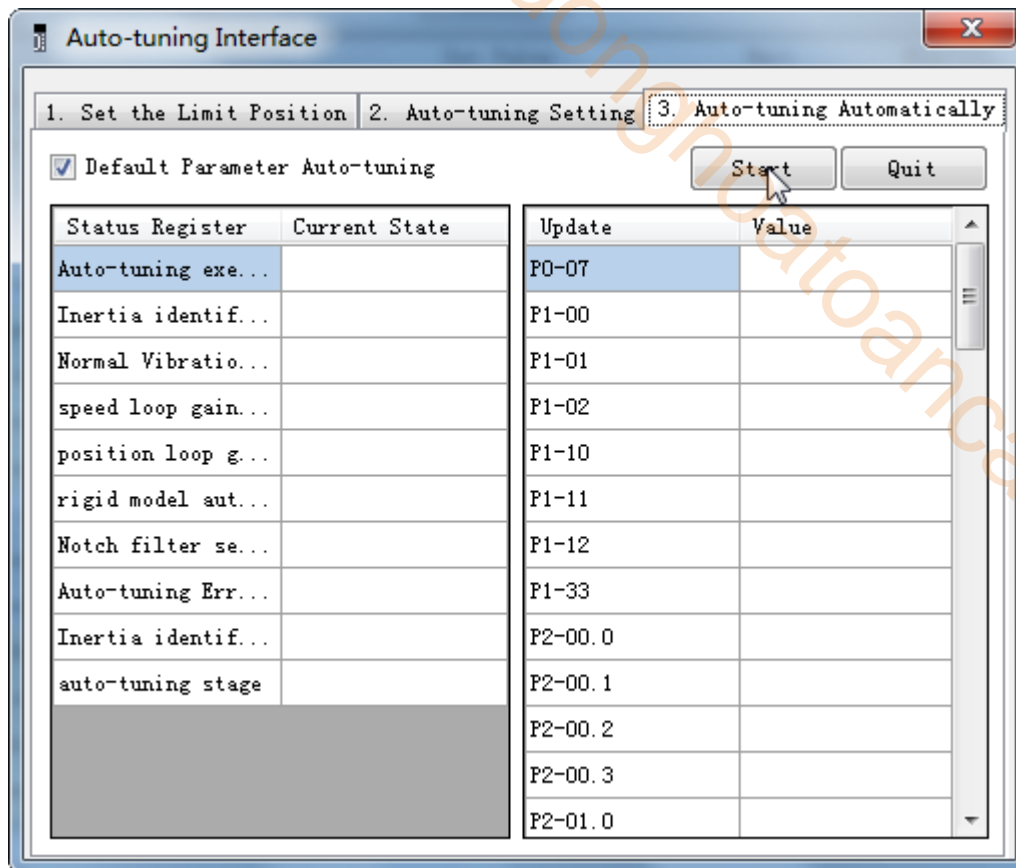 Auto-tuning Interface
1. Set the Limit Position 2. Auto-tuning Setting 3. Auto-tuning Automatically
Default Parameter Auto-tuning Start Quit
Status Register Current State Update Value
Auto-tuning exe... P0-07
Inertia identif... P1-00
Normal Vibratio... P1-01
speed loop gain... P1-02
position loop g... P1-10
rigid model aut... P1-11
Notch filter se... P1-12
Auto-tuning Err... P1-33
Inertia identif... P2-00.0
auto-tuning stage P2-00.1
P2-00.2
P2-00.3
P2-01.0